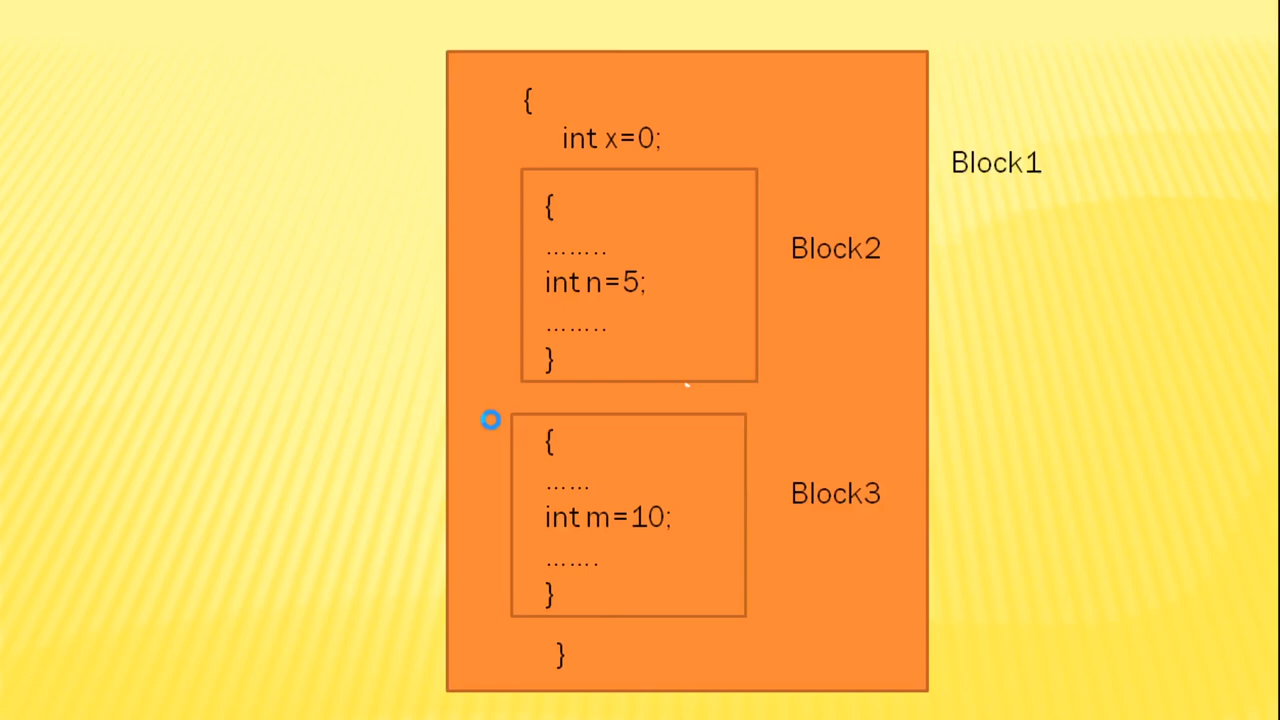 {
int x=0;
Block1
{
Block2
........
int n=5;
........
}
{
......
Block3
int m=10;
.......
}
}